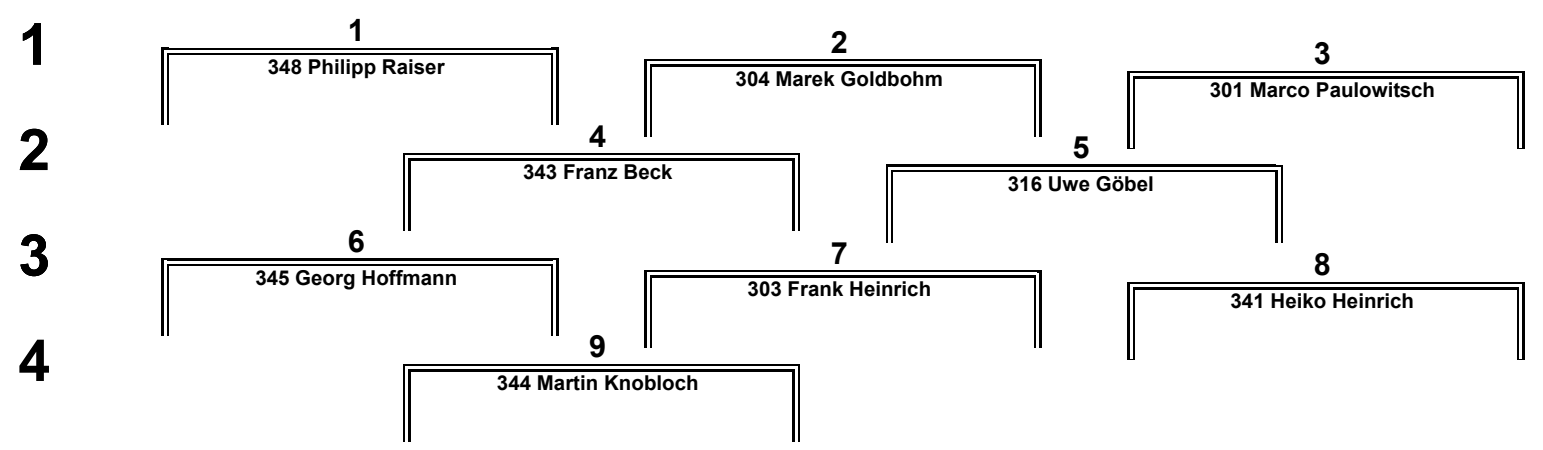 1
1
348 Philipp Raiser
2
304 Marek Goldbohm
3
301 Marco Paulowitsch
2
4
343 Franz Beck
5
316 Uwe Göbel
3
6
345 Georg Hoffmann
7
303 Frank Heinrich
8
341 Heiko Heinrich
4
9
344 Martin Knobloch